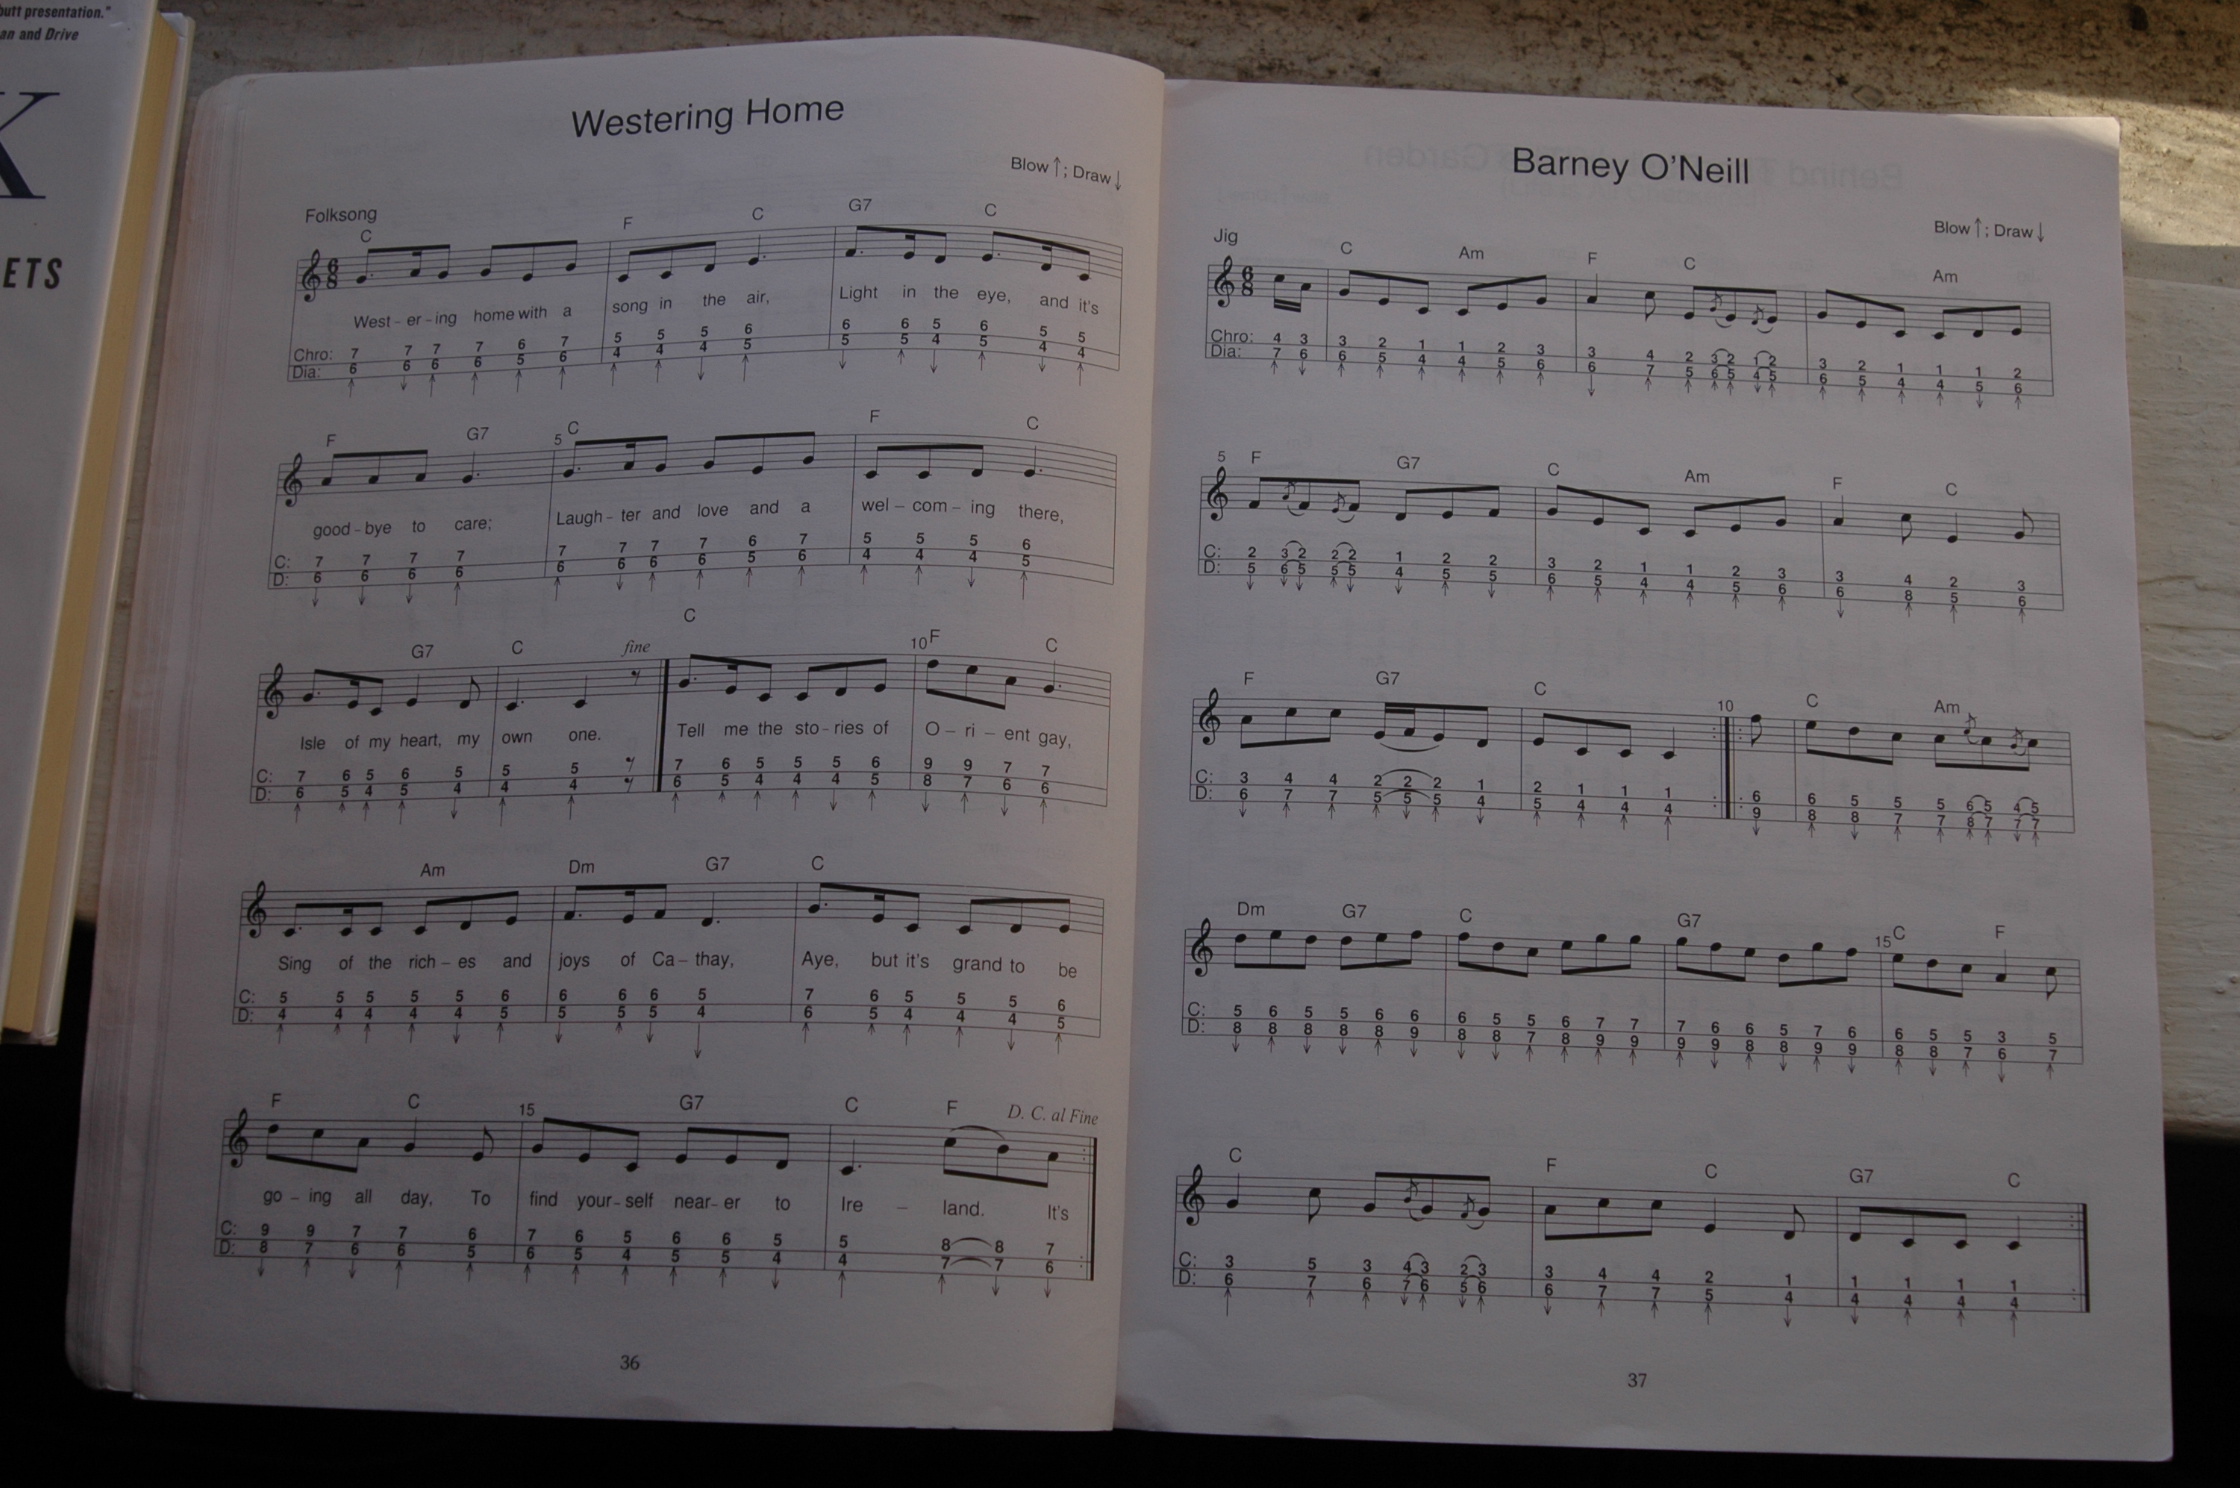 butt presentation."
an and Drive
K
ETS
Westering Home
Blow ↑; Draw ↓
Folksong
C F C G7 C
6
8
West – er – ing home with a song in the air, Light in the eye, and it's
Chro: 7 7 7 7 6 7 5 5 5 6 6 6 5 6 5 5
Dia: 6 6 6 6 5 6 4 4 4 5 5 5 4 5 4 4
F G7 5 C F C
good – bye to care; Laugh – ter and love and a wel – com – ing there,
C: 7 7 7 7 7 7 7 7 6 7 5 5 5 6
D: 6 6 6 6 6 6 6 6 5 6 4 4 4 5
G7 C fine C 10 F C
Isle of my heart, my own one. Tell me the sto – ries of O – ri – ent gay,
C: 7 6 5 6 5 5 5 7 6 5 5 5 6 9 9 7 7
D: 6 5 4 5 4 4 4 6 5 4 4 4 5 8 7 6 6
Am Dm G7 C
Sing of the rich – es and joys of Ca – thay, Aye, but it's grand to be
C: 5 5 5 5 5 6 6 6 6 5 7 6 5 5 5 6
D: 4 4 4 4 4 5 5 5 5 4 6 5 4 4 4 5
F C 15 G7 C F D. C. al Fine
go – ing all day, To find your – self near – er to Ire – land. It's
C: 9 9 7 7 6 7 6 5 6 6 5 5 8 8 7
D: 8 7 6 6 5 6 5 4 5 5 4 4 7 7 6
36
Barney O'Neill
Blow ↑; Draw ↓
Jig
C Am F C Am
6
8
Chro: 4 3 3 2 1 1 2 3 3 4 2 3 2 1 2 3 2 1 1 1 2
Dia: 7 6 6 5 4 4 5 6 6 7 5 6 5 4 5 6 5 4 4 5 6
5 F G7 C Am F C
C: 2 3 2 2 2 1 2 2 3 2 1 1 2 3 3 4 2 3
D: 5 6 5 5 5 4 5 5 6 5 4 4 5 6 6 8 5 6
F G7 C 10 C Am
C: 3 4 4 2 2 2 1 2 1 1 1 6 6 5 5 5 6 5 4 5
D: 6 7 7 5 5 5 4 5 4 4 4 9 8 8 7 7 8 7 7 7
Dm G7 C G7 15 C F
C: 5 6 5 5 6 6 6 5 5 6 7 7 7 6 6 5 7 6 6 5 5 3 5
D: 8 8 8 8 8 9 8 8 7 8 9 9 9 9 8 8 9 9 8 8 7 6 7
C F C G7 C
C: 3 5 3 4 3 2 3 3 4 4 2 1 1 1 1 1
D: 6 7 6 7 6 5 6 6 7 7 5 4 4 4 4 4
37